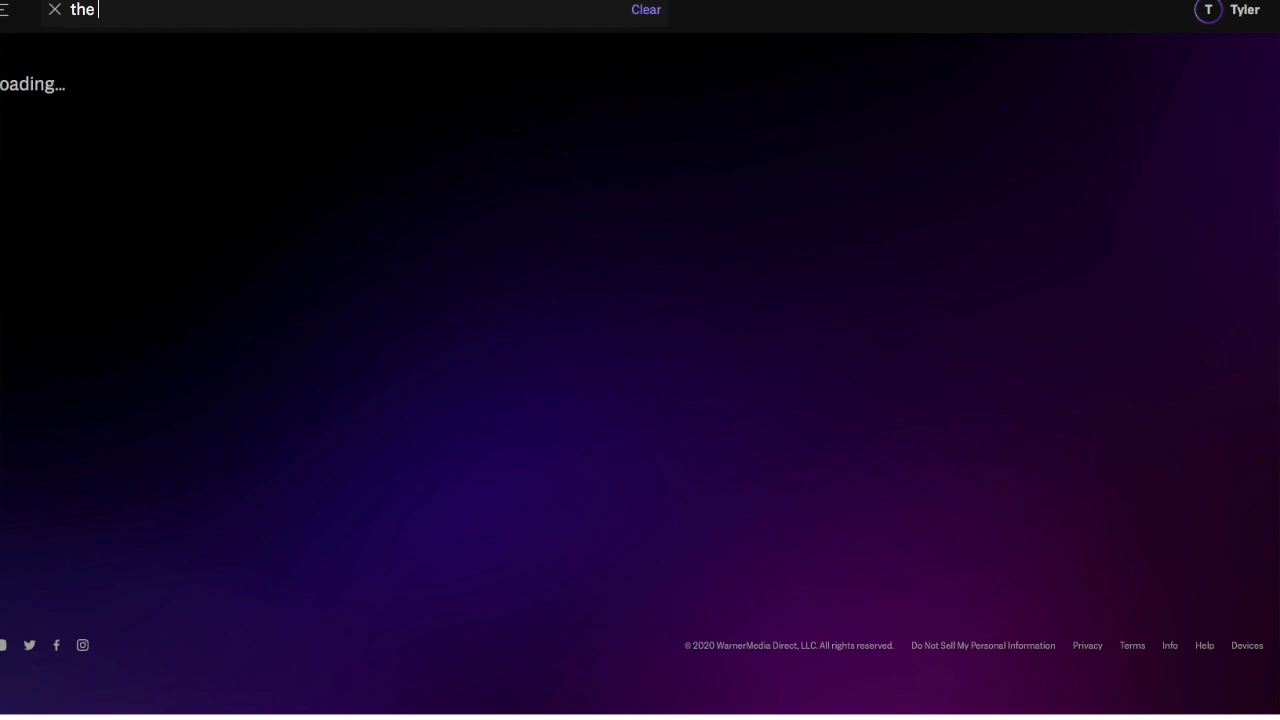 the
Clear
T
Tyler
oading...
© 2020 WarnerMedia Direct, LLC. All rights reserved. Do Not Sell My Personal Information Privacy Terms Info Help Devices